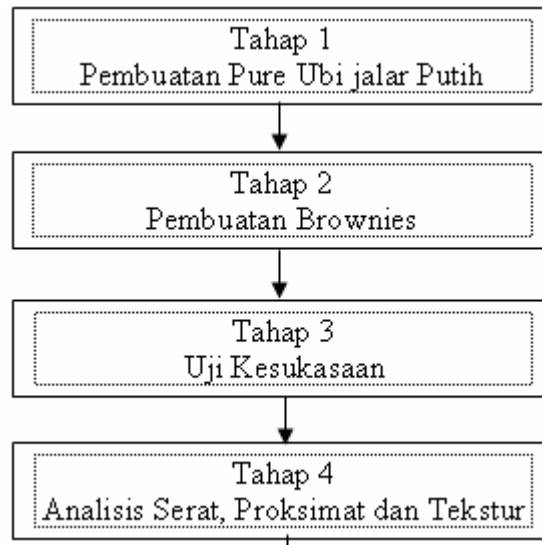 Tahap 1
Pembuatan Pure Ubi jalar Putih
Tahap 2
Pembuatan Brownies
Tahap 3
Uji Kesukasaan
Tahap 4
Analisis Serat, Proksimat dan Tekstur